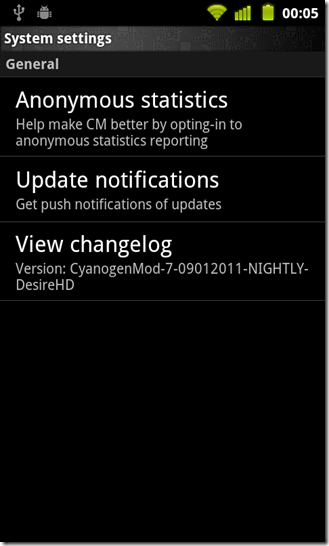 00:05
System settings
General
Anonymous statistics
Help make CM better by opting-in to
anonymous statistics reporting
Update notifications
Get push notifications of updates
View changelog
Version: CyanogenMod-7-09012011-NIGHTLY-
DesireHD